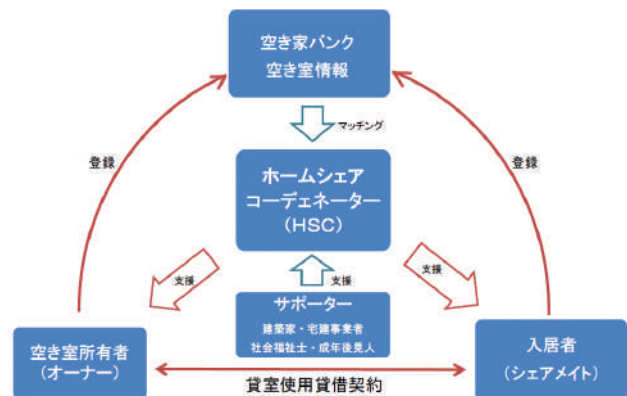 空き家バンク
空き室情報
マッチング
登録
登録
ホームシェア
コーデェネーター
(HSC)
支援
支援
支援
サポーター
建築家・宅建事業者
社会福祉士・成年後見人
空き室所有者
(オーナー)
入居者
(シェアメイト)
貸室使用貸借契約